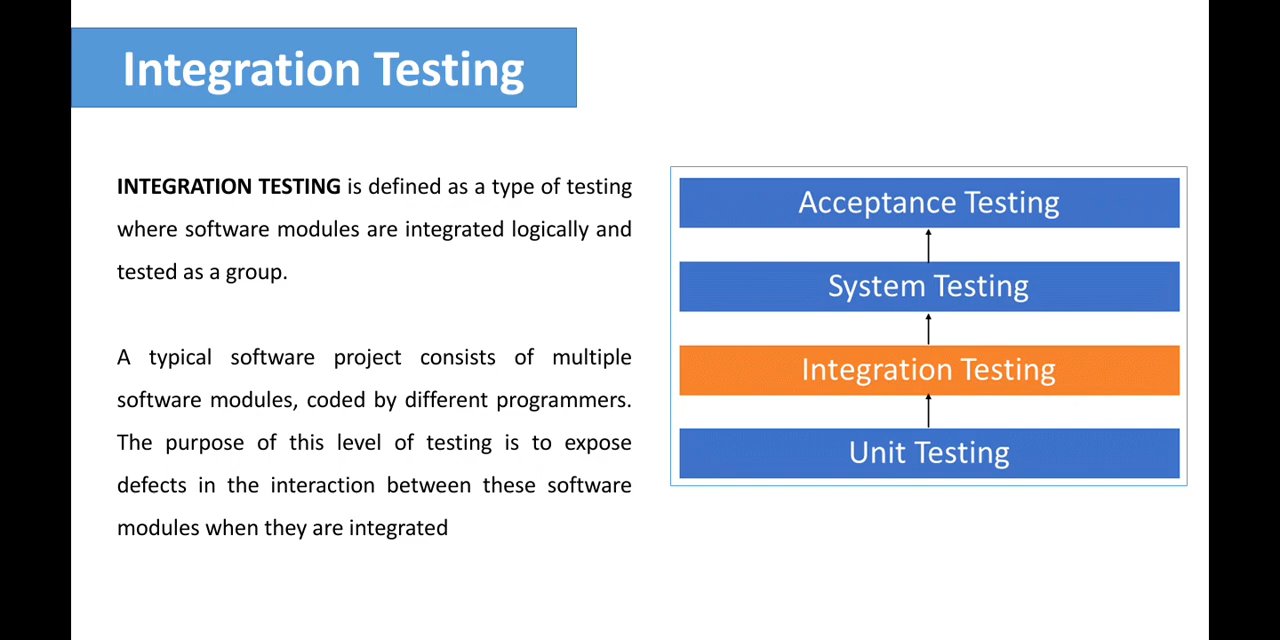 Integration Testing
INTEGRATION TESTING is defined as a type of testing
where software modules are integrated logically and
tested as a group.
A typical software project consists of multiple
software modules, coded by different programmers.
The purpose of this level of testing is to expose
defects in the interaction between these software
modules when they are integrated
Acceptance Testing
System Testing
Integration Testing
Unit Testing